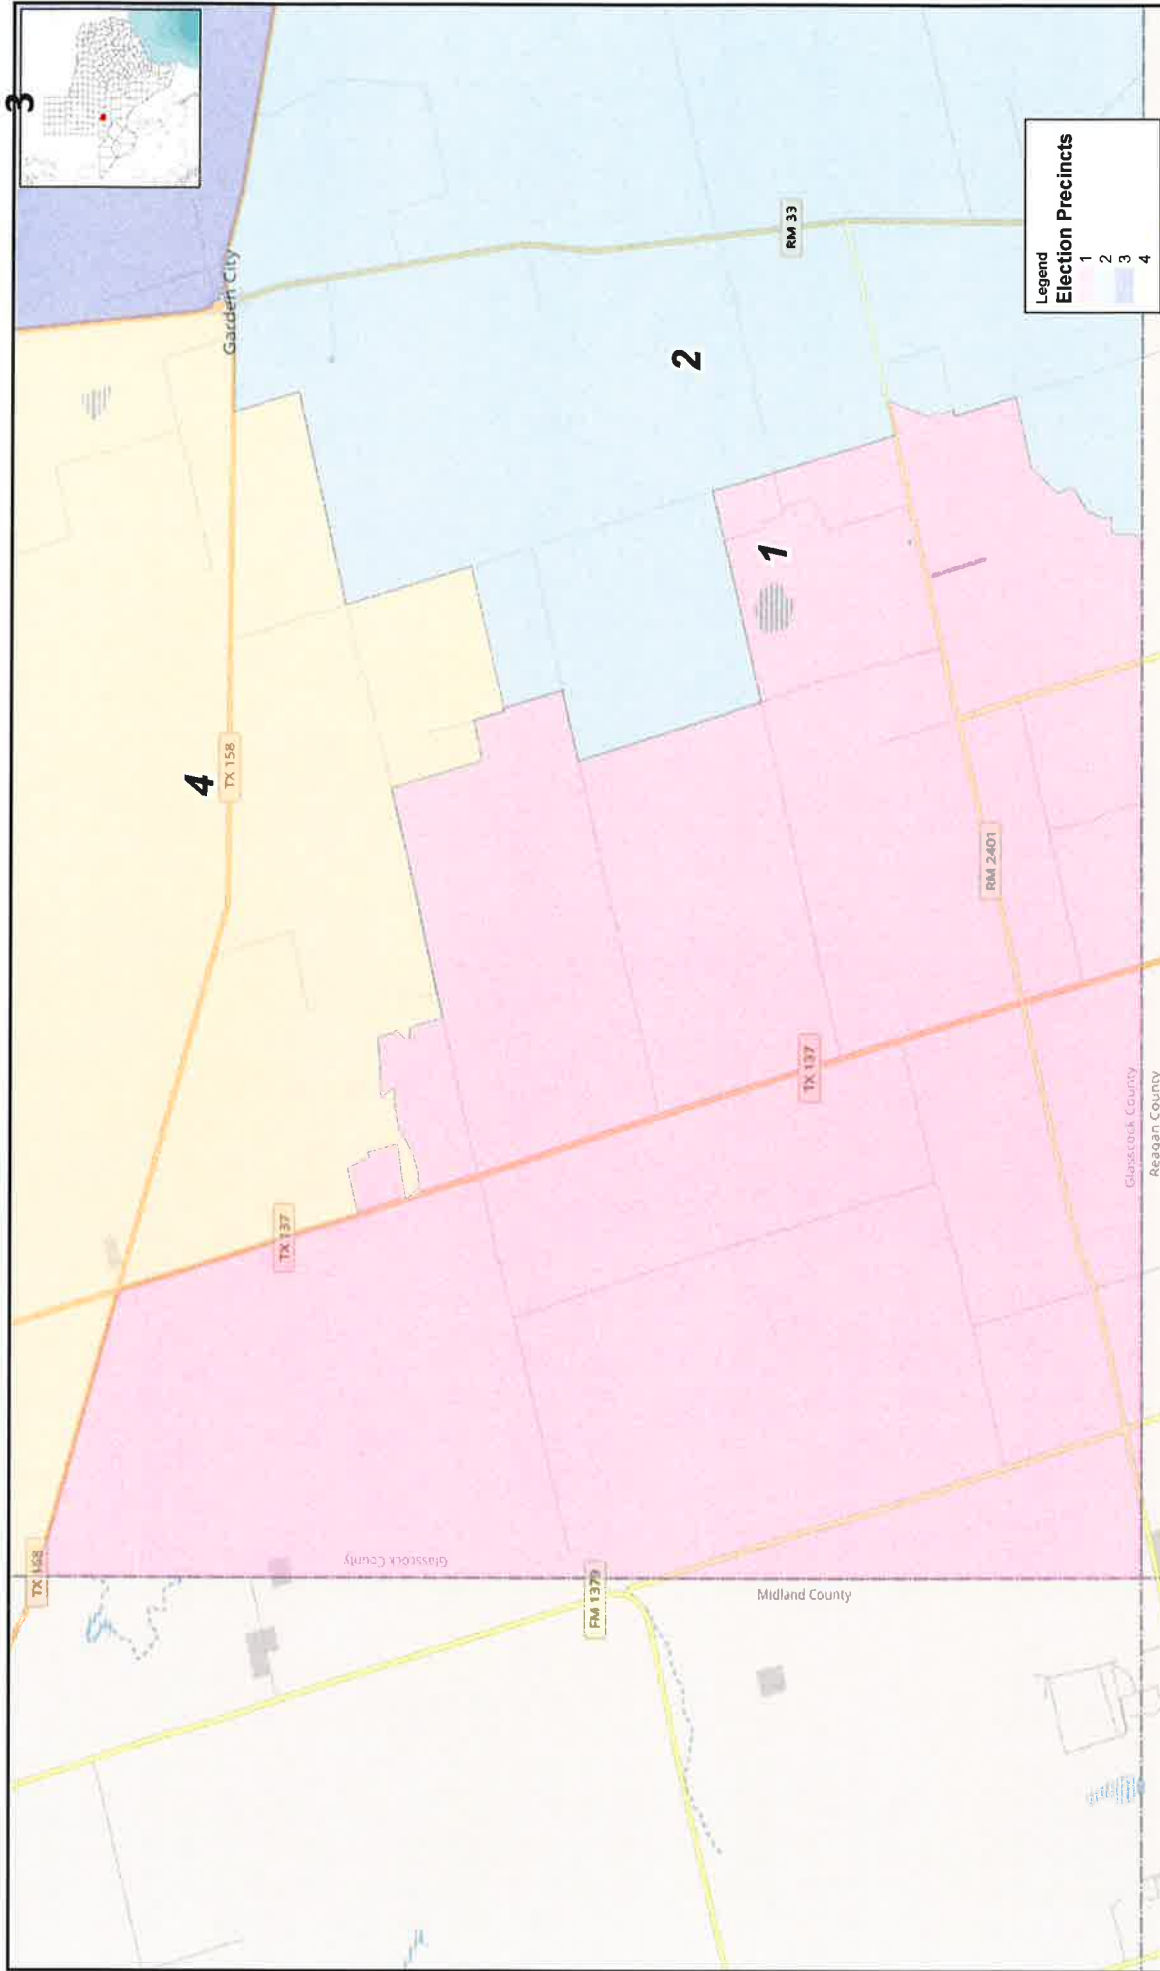 3
Garden City
4
TX 158
RM 33
2
1
TX 137
TX 137
RM 2401
TX 158
Glasscock County
Midland County
FM 1379
Glasscock County
Reagan County
Legend
Election Precincts
1
2
3
4